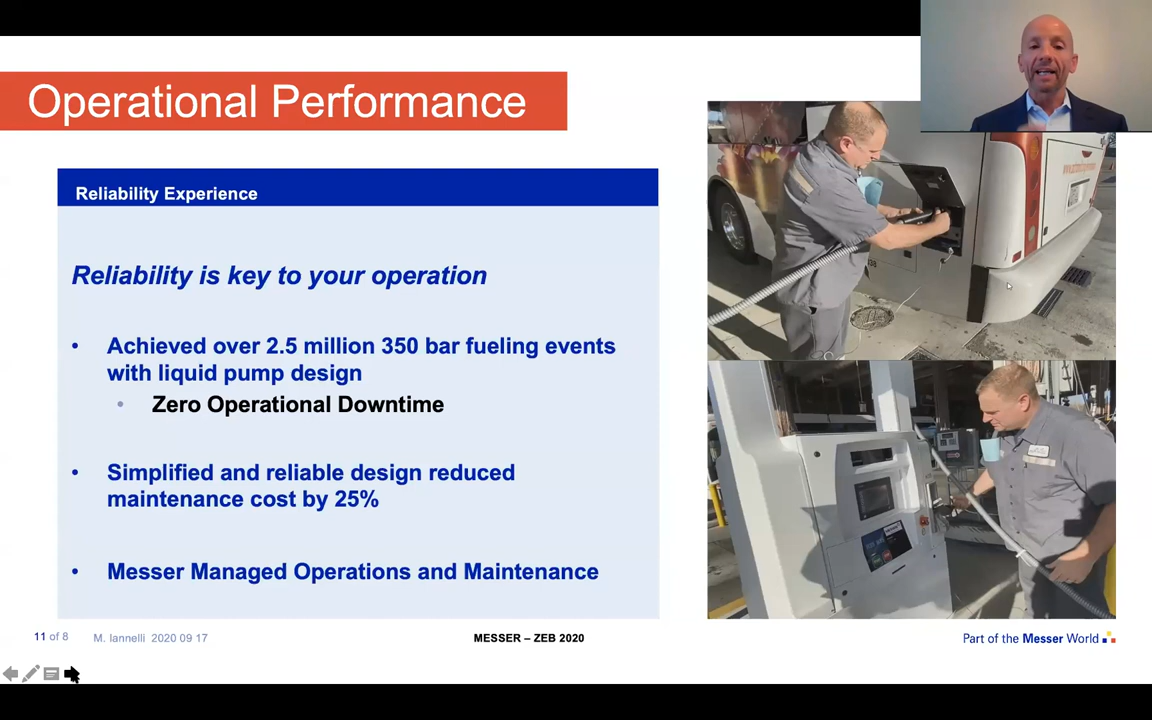 Operational Performance
Reliability Experience
Reliability is key to your operation
• Achieved over 2.5 million 350 bar fueling events
with liquid pump design
• Zero Operational Downtime
• Simplified and reliable design reduced
maintenance cost by 25%
• Messer Managed Operations and Maintenance
11 of 8
M. Iannelli 2020 09 17
MESSER – ZEB 2020
Part of the Messer World